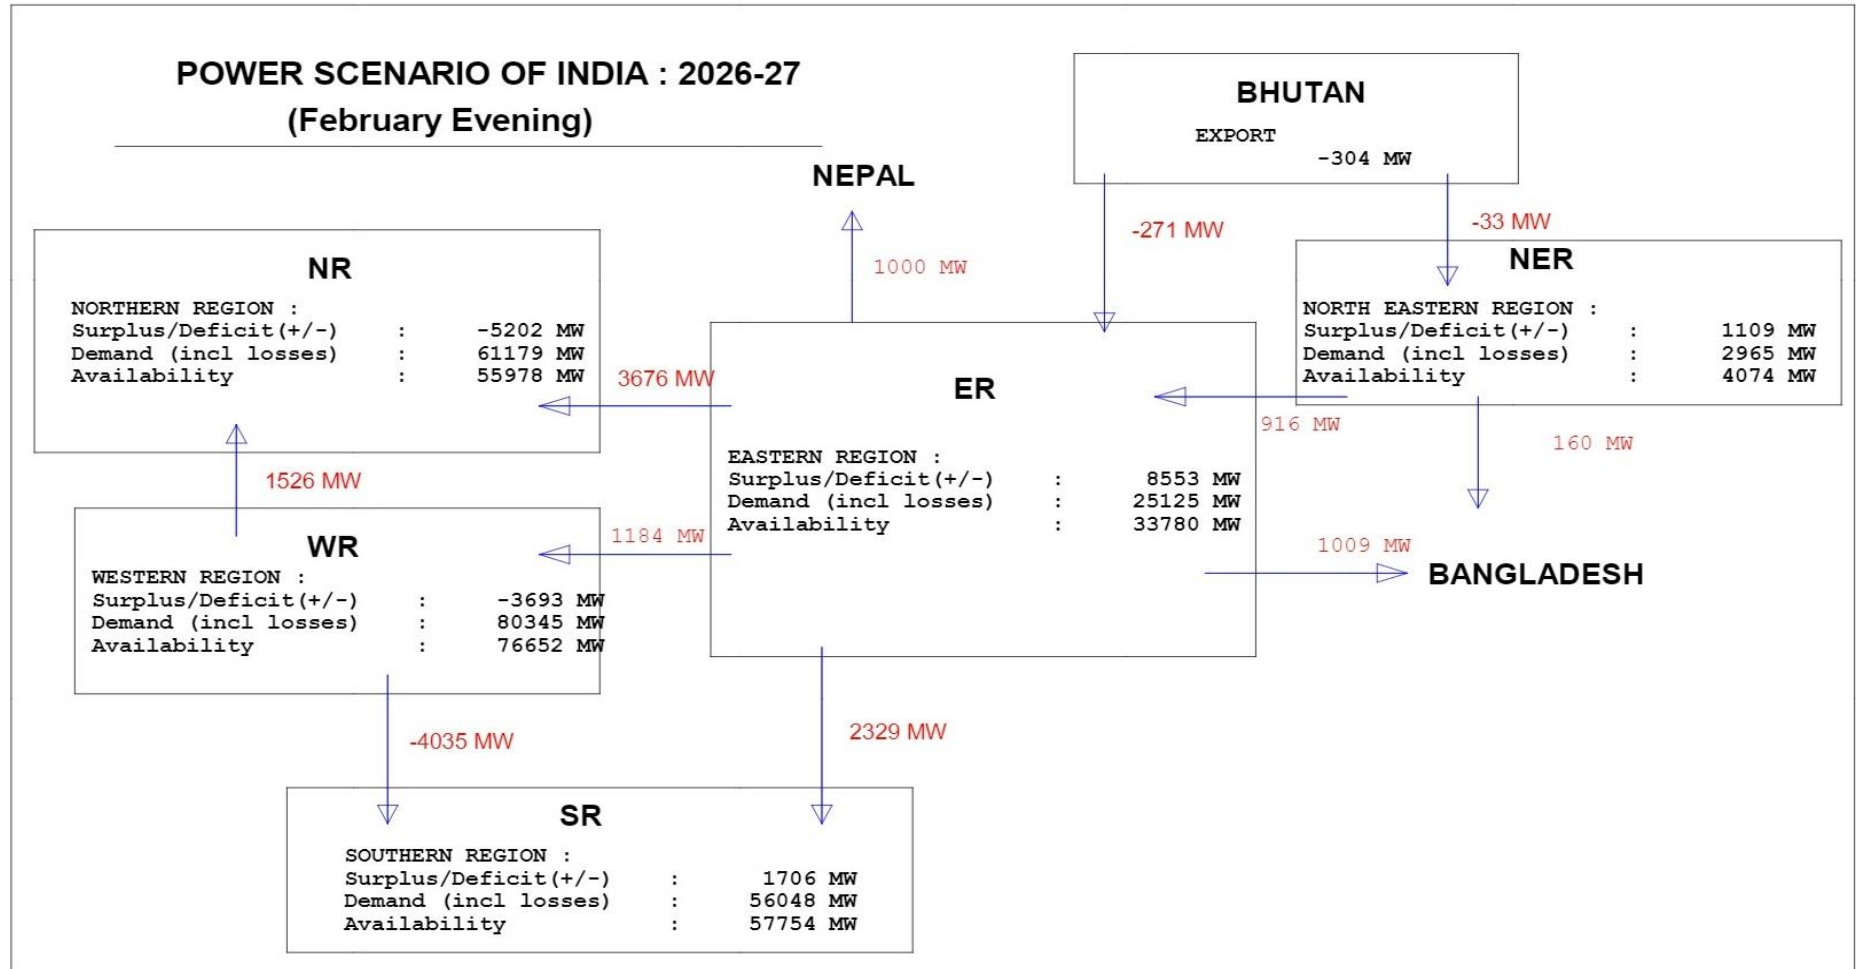 POWER SCENARIO OF INDIA : 2026-27
(February Evening)
BHUTAN
EXPORT
-304 MW
NEPAL
1000 MW
-271 MW
-33 MW
NR
NORTHERN REGION :
Surplus/Deficit(+/-) : -5202 MW
Demand (incl losses) : 61179 MW
Availability : 55978 MW
NER
NORTH EASTERN REGION :
Surplus/Deficit(+/-) : 1109 MW
Demand (incl losses) : 2965 MW
Availability : 4074 MW
3676 MW
ER
EASTERN REGION :
Surplus/Deficit(+/-) : 8553 MW
Demand (incl losses) : 25125 MW
Availability : 33780 MW
916 MW
160 MW
1526 MW
1184 MW
1009 MW
BANGLADESH
WR
WESTERN REGION :
Surplus/Deficit(+/-) : -3693 MW
Demand (incl losses) : 80345 MW
Availability : 76652 MW
-4035 MW
2329 MW
SR
SOUTHERN REGION :
Surplus/Deficit(+/-) : 1706 MW
Demand (incl losses) : 56048 MW
Availability : 57754 MW